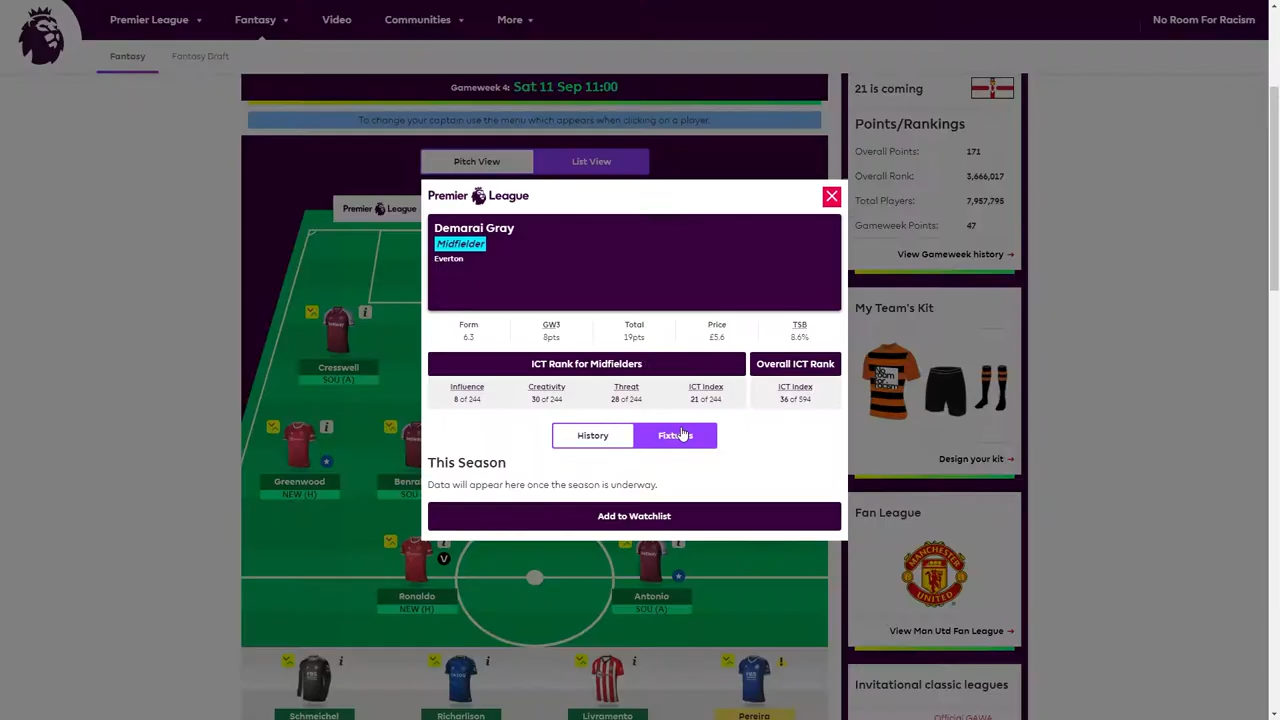 Premier League
Fantasy
Video
Communities
More
No Room For Racism
Fantasy
Fantasy Draft
Gameweek 4: Sat 11 Sep 11:00
To change your captain use the menu which appears when clicking on a player.
Pitch View
List View
Premier League
Cresswell
SOU (A)
Greenwood
NEW (H)
Benra
SOU
V
Ronaldo
NEW (H)
Antonio
SOU (A)
Schmeichel
Richarlison
Livramento
Pereira
Premier League
Demarai Gray
Midfielder
Everton
Form GW3 Total Price TSB
6.3 8pts 19pts £5.6 8.6%
ICT Rank for Midfielders
Overall ICT Rank
Influence Creativity Threat ICT Index ICT Index
8 of 244 30 of 244 28 of 244 21 of 244 36 of 594
History
This Season
Data will appear here once the season is underway.
Add to Watchlist
21 is coming
Points/Rankings
Overall Points: 171
Overall Rank: 3,666,017
Total Players: 7,957,795
Gameweek Points: 47
View Gameweek history →
My Team's Kit
Design your kit →
Fan League
MANCHESTER
UNITED
View Man Utd Fan League →
Invitational classic leagues
Official GAWA